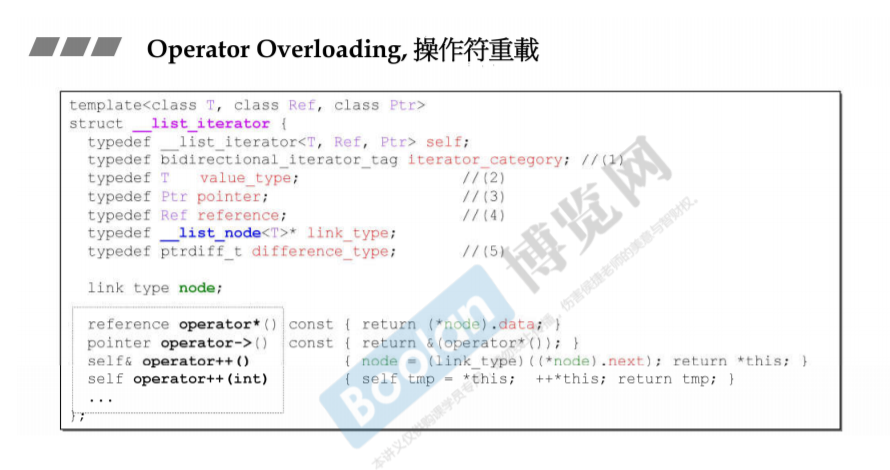 Operator Overloading, 操作符重載
template<class T, class Ref, class Ptr>
struct __list_iterator {
typedef __list_iterator<T, Ref, Ptr> self;
typedef bidirectional_iterator_tag iterator_category; //(1)
typedef T value_type; //(2)
typedef Ptr pointer; //(3)
typedef Ref reference; //(4)
typedef __list_node<T>* link_type;
typedef ptrdiff_t difference_type; //(5)
link type node;
reference operator*() const { return (*node).data; }
pointer operator->() const { return &(operator*()); }
self& operator++() { node = (link_type)((*node).next); return *this; }
self operator++(int) { self tmp = *this; ++*this; return tmp; }
...
};
Boolan 博览网